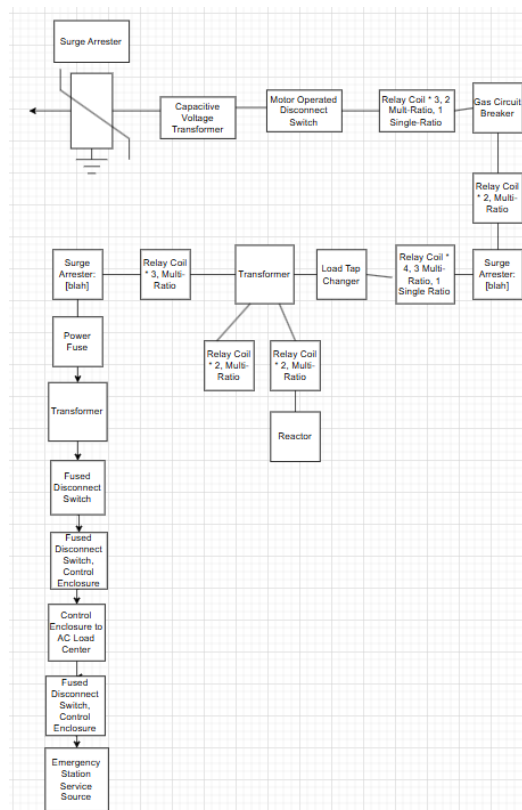 Surge Arrester
Capacitive
Voltage
Transformer
Motor Operated
Disconnect
Switch
Relay Coil * 3, 2
Mult-Ratio, 1
Single-Ratio
Gas Circuit
Breaker
Relay Coil
* 2, Multi-
Ratio
Surge
Arrester:
[blah]
Relay Coil
* 3, Multi-
Ratio
Transformer
Load Tap
Changer
Relay Coil *
4, 3 Multi-
Ratio, 1
Single Ratio
Surge
Arrester:
[blah]
Power
Fuse
Relay Coil
* 2, Multi-
Ratio
Relay Coil
* 2, Multi-
Ratio
Transformer
Reactor
Fused
Disconnect
Switch
Fused
Disconnect
Switch,
Control
Enclosure
Control
Enclosure to
AC Load
Center
Fused
Disconnect
Switch,
Control
Enclosure
Emergency
Station
Service
Source